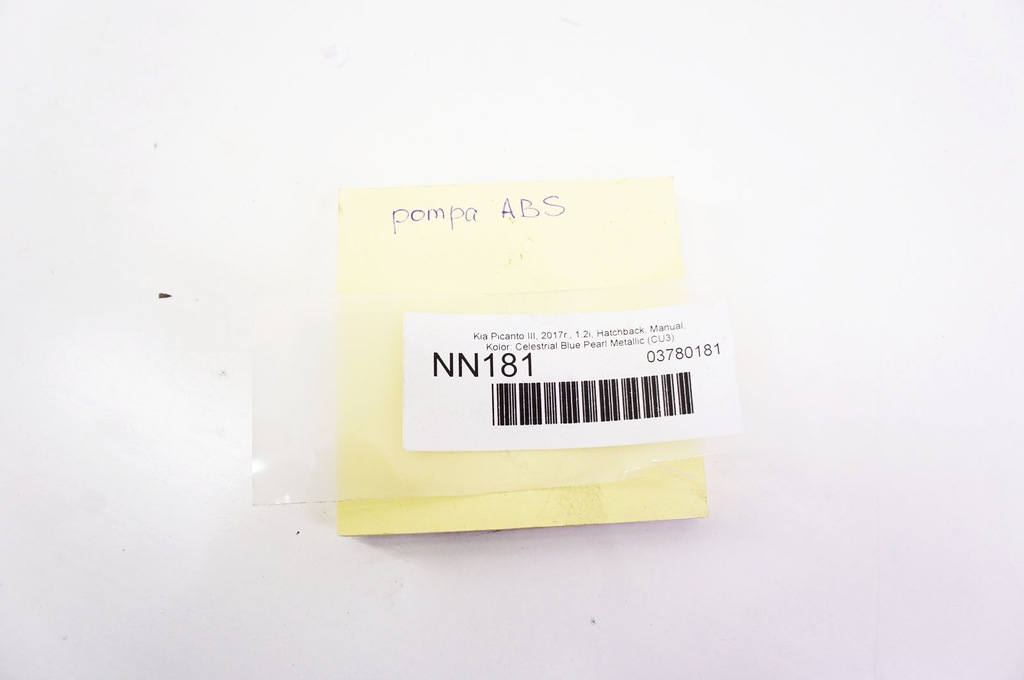 pompa ABS
Kia Picanto III, 2017r., 1.2i, Hatchback, Manual,
Kolor: Celestrial Blue Pearl Metallic (CU3)
NN181 03780181